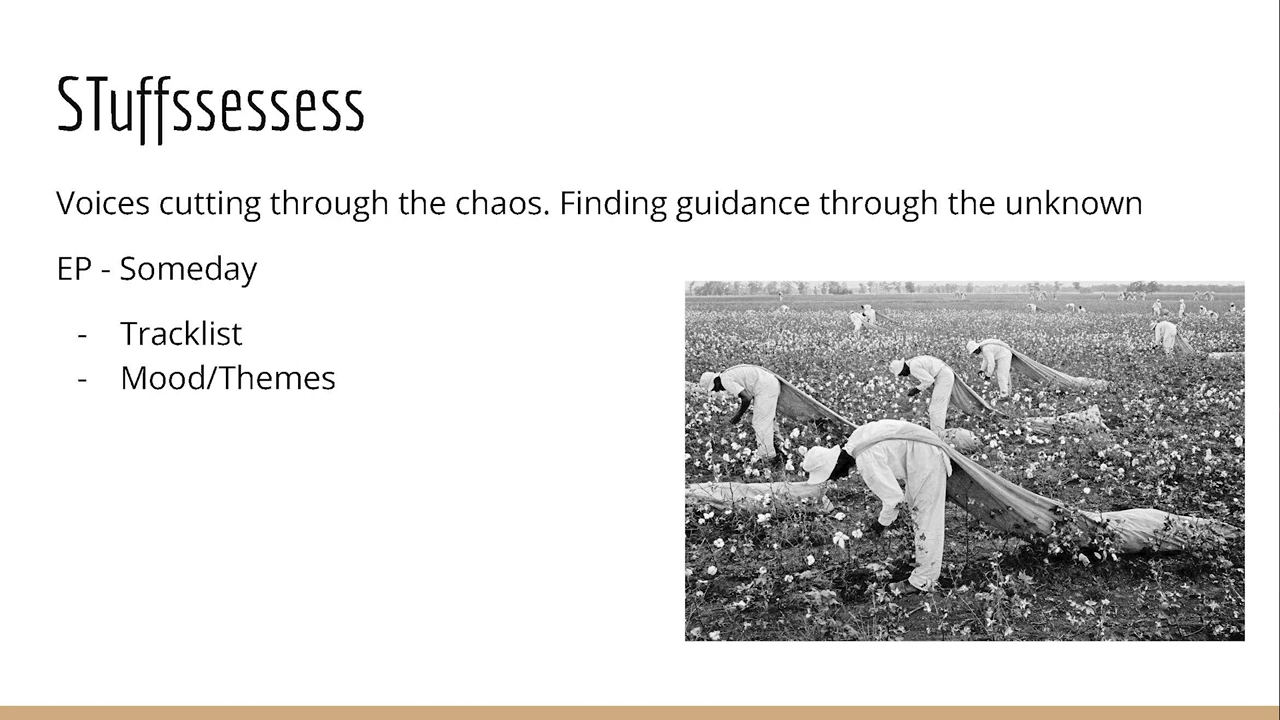 STuffssessess
Voices cutting through the chaos. Finding guidance through the unknown
EP - Someday
- Tracklist
- Mood/Themes